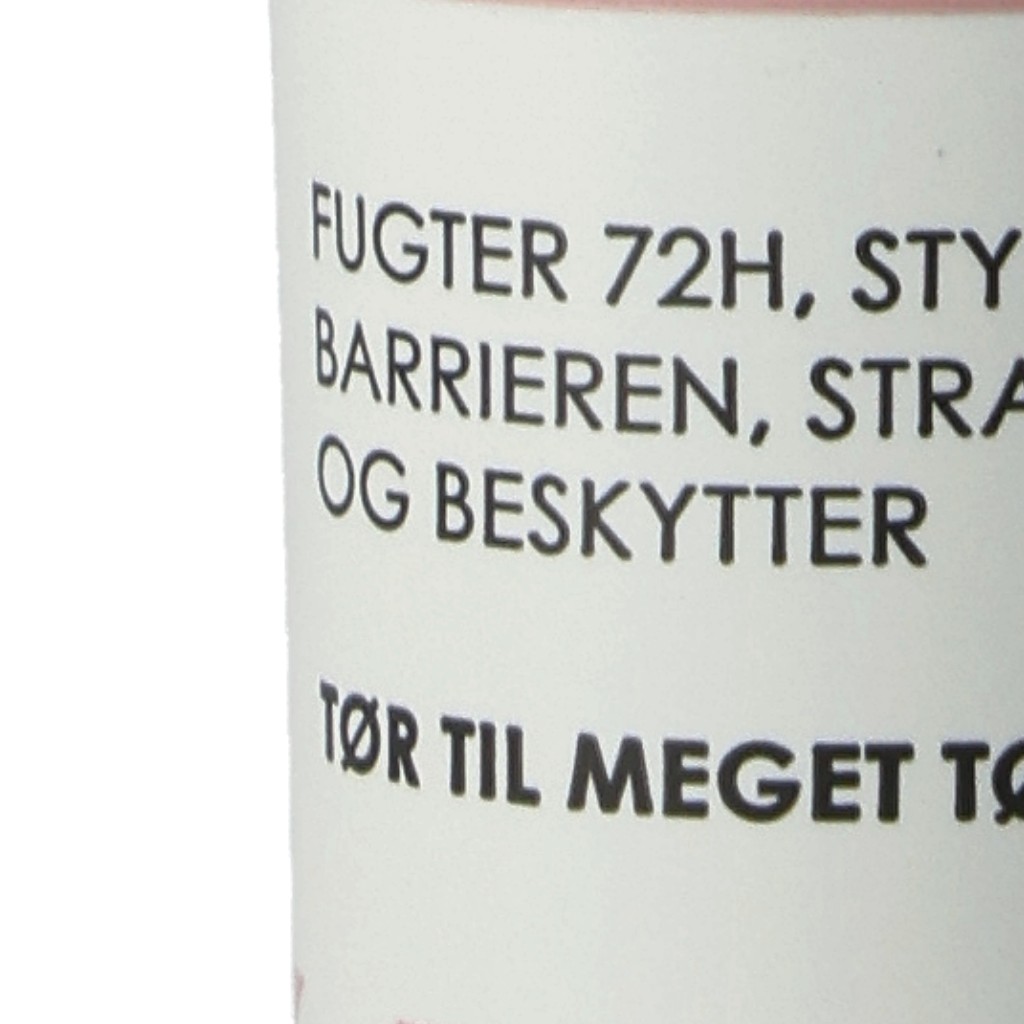 FUGTER 72H, STY
BARRIEREN, STRA
OG BESKYTTER
TØR TIL MEGET TØ